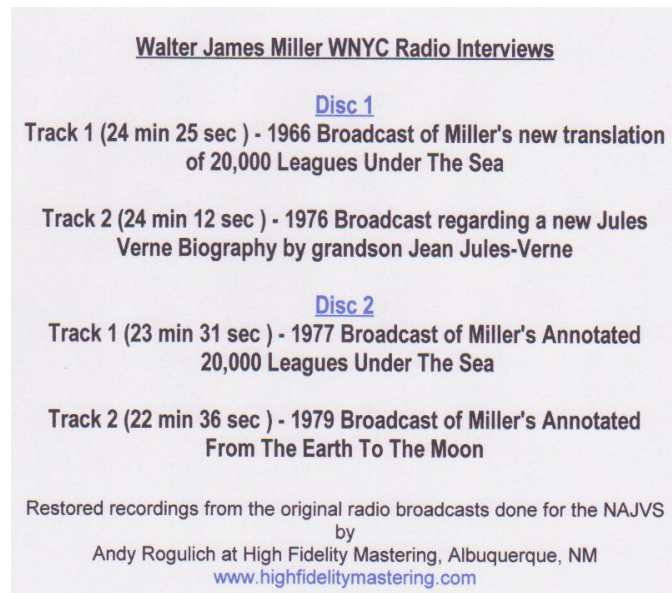 Walter James Miller WNYC Radio Interviews
Disc 1
Track 1 (24 min 25 sec ) - 1966 Broadcast of Miller's new translation
of 20,000 Leagues Under The Sea
Track 2 (24 min 12 sec ) - 1976 Broadcast regarding a new Jules
Verne Biography by grandson Jean Jules-Verne
Disc 2
Track 1 (23 min 31 sec ) - 1977 Broadcast of Miller's Annotated
20,000 Leagues Under The Sea
Track 2 (22 min 36 sec ) - 1979 Broadcast of Miller's Annotated
From The Earth To The Moon
Restored recordings from the original radio broadcasts done for the NAJVS
by
Andy Rogulich at High Fidelity Mastering, Albuquerque, NM
www.highfidelitymastering.com